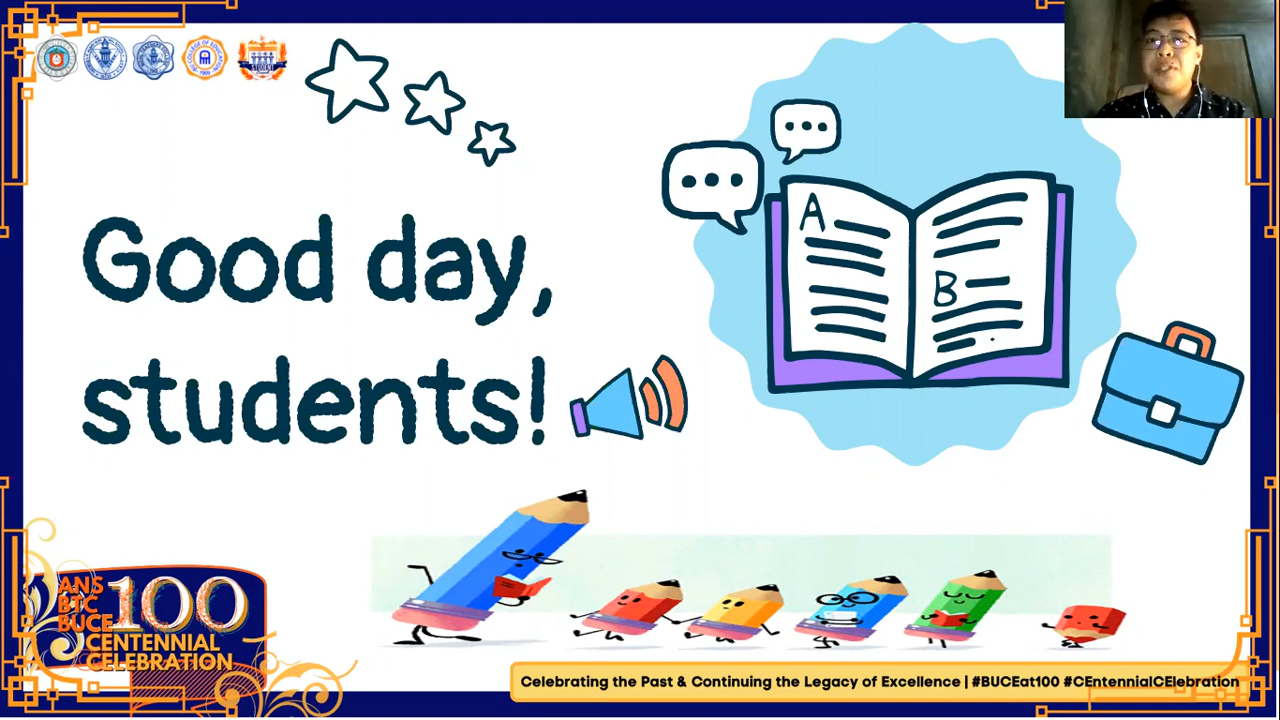 Good day,
students!
A
B
ANS
BTC
BUCE
100
CENTENNIAL
CELEBRATION
Celebrating the Past & Continuing the Legacy of Excellence | #BUCEat100 #CEntennialCElebration